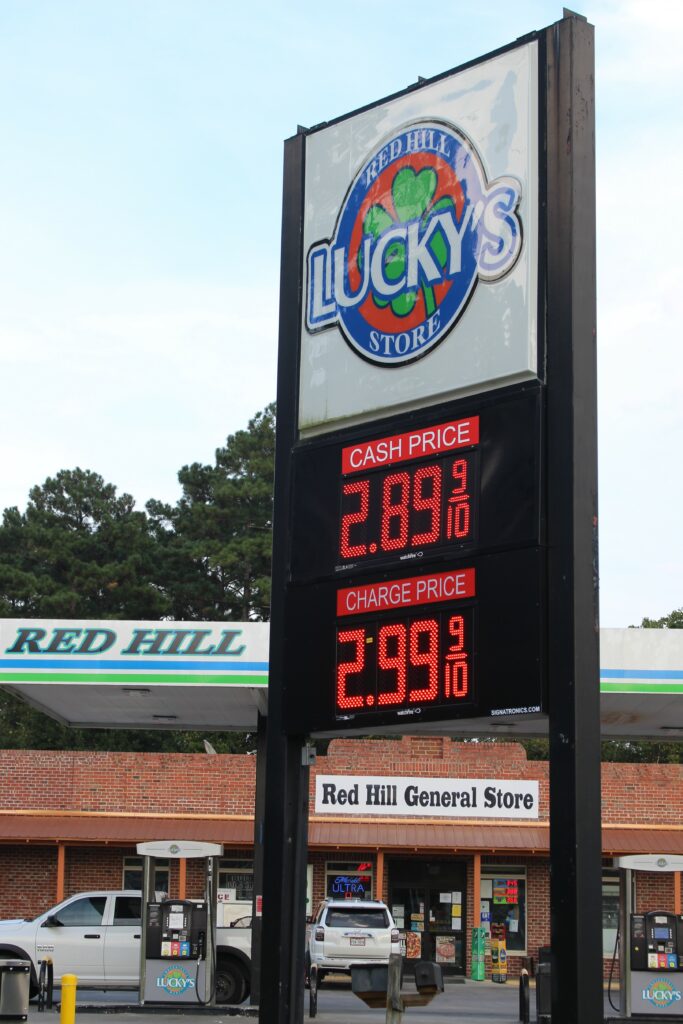 RED HILL
LUCKY'S
STORE
CASH PRICE
2.89 9/10
CHARGE PRICE
2.99 9/10
SIGNATRONICS.COM
RED HILL
Red Hill General Store
ULTRA
LUCKY'S
LUCKY'S